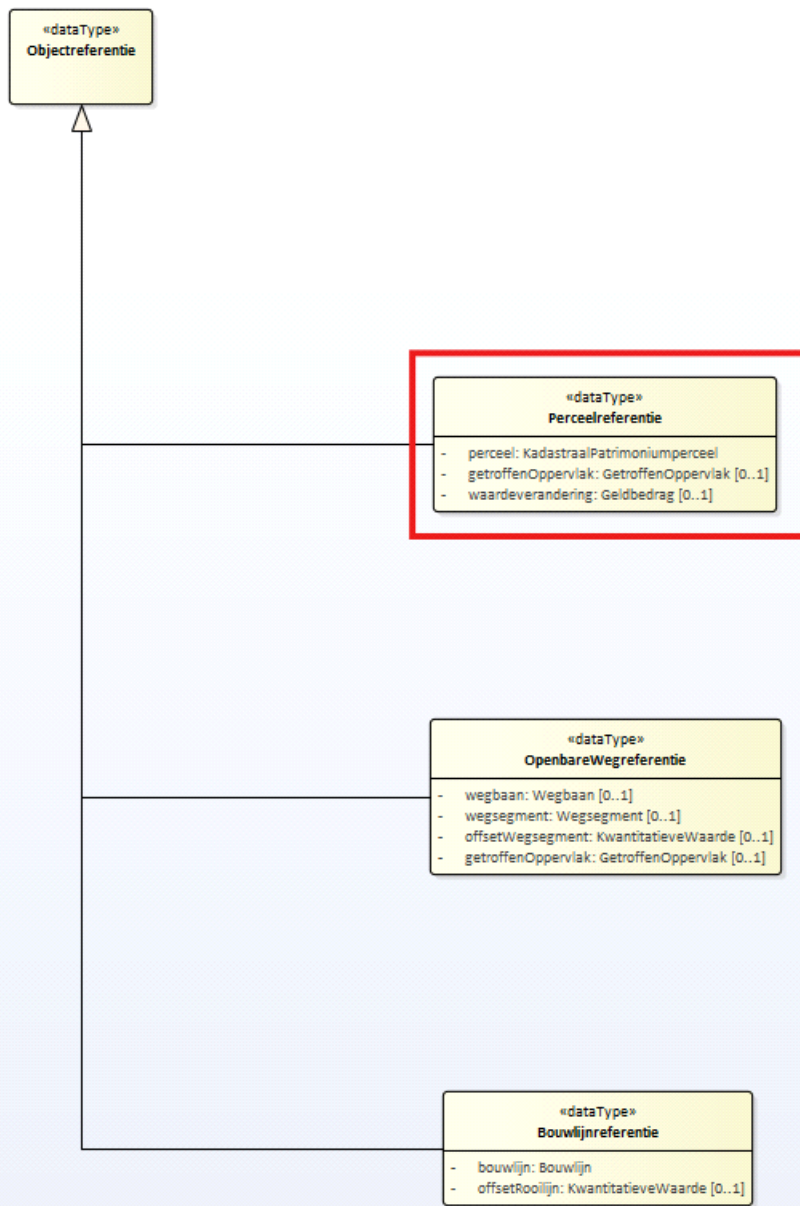 «dataType»
Objectreferentie
«dataType»
Perceelreferentie
- perceel: KadastraalPatrimoniumperceel
- getroffenOppervlak: GetroffenOppervlak [0..1]
- waardeverandering: Geldbedrag [0..1]
«dataType»
OpenbareWegreferentie
- wegbaan: Wegbaan [0..1]
- wegsegment: Wegsegment [0..1]
- offsetWegsegment: KwantitatieveWaarde [0..1]
- getroffenOppervlak: GetroffenOppervlak [0..1]
«dataType»
Bouwlijnreferentie
- bouwlijn: Bouwlijn
- offsetRooilijn: KwantitatieveWaarde [0..1]